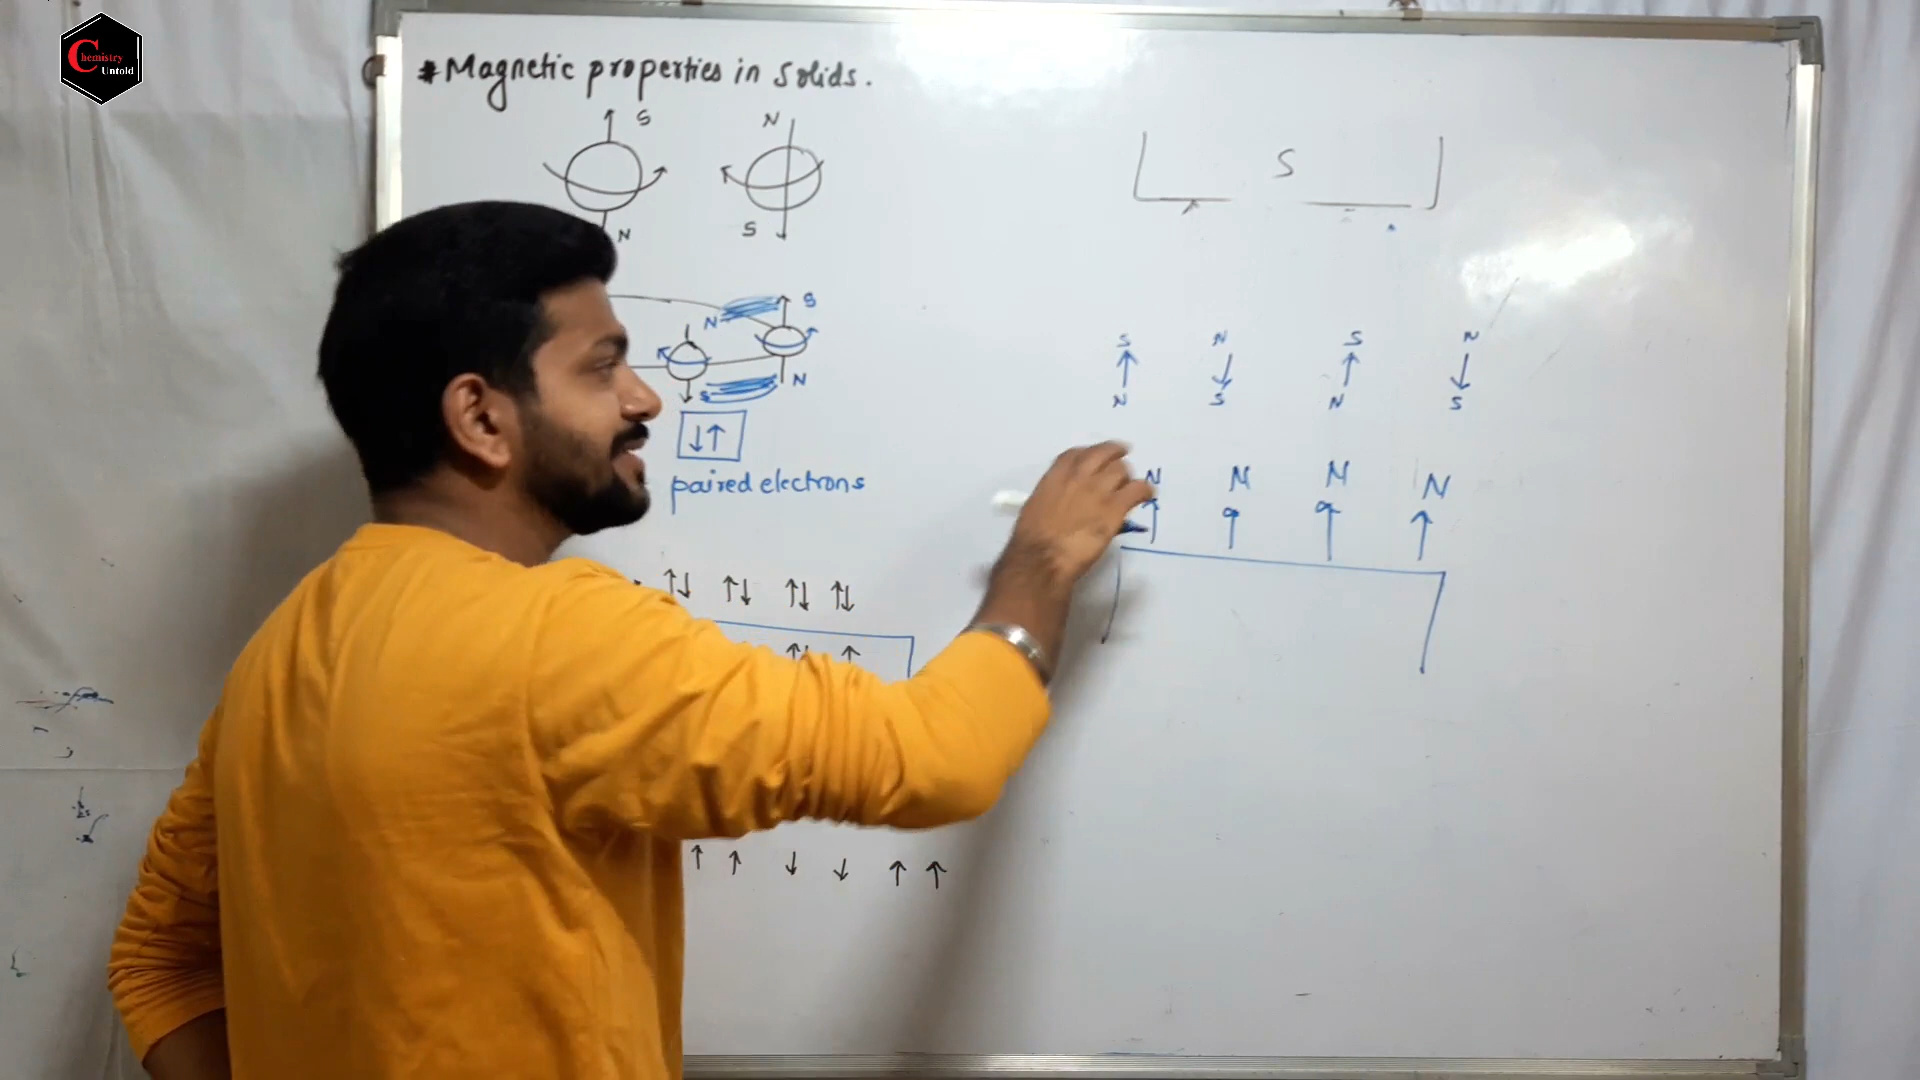 Chemistry
Untold
* Magnetic properties in solids.
S N
N S
S
N S
S N
↓↑
paired electrons
↑↓ ↑↓ ↑↓ ↑↓
↑↓ ↑
↑ ↑ ↓ ↓ ↑ ↑
S
S N S N
↑ ↓ ↑ ↓
N S N S
N N N N
↑ ↑ ↑ ↑